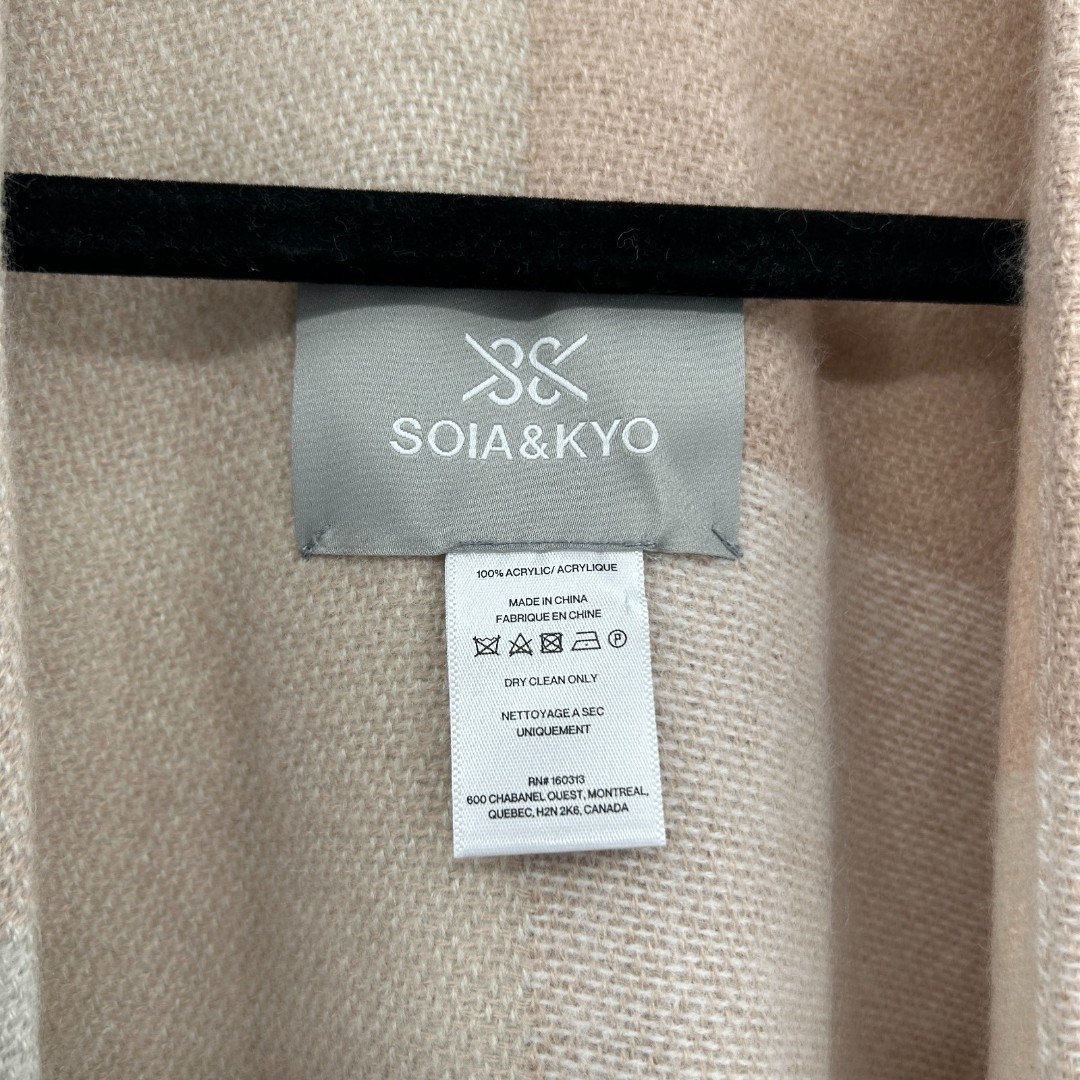 SOIA&KYO
100% ACRYLIC/ ACRYLIQUE
MADE IN CHINA
FABRIQUE EN CHINE
P
DRY CLEAN ONLY
NETTOYAGE A SEC
UNIQUEMENT
RN# 160313
600 CHABANEL OUEST, MONTREAL,
QUEBEC, H2N 2K6, CANADA